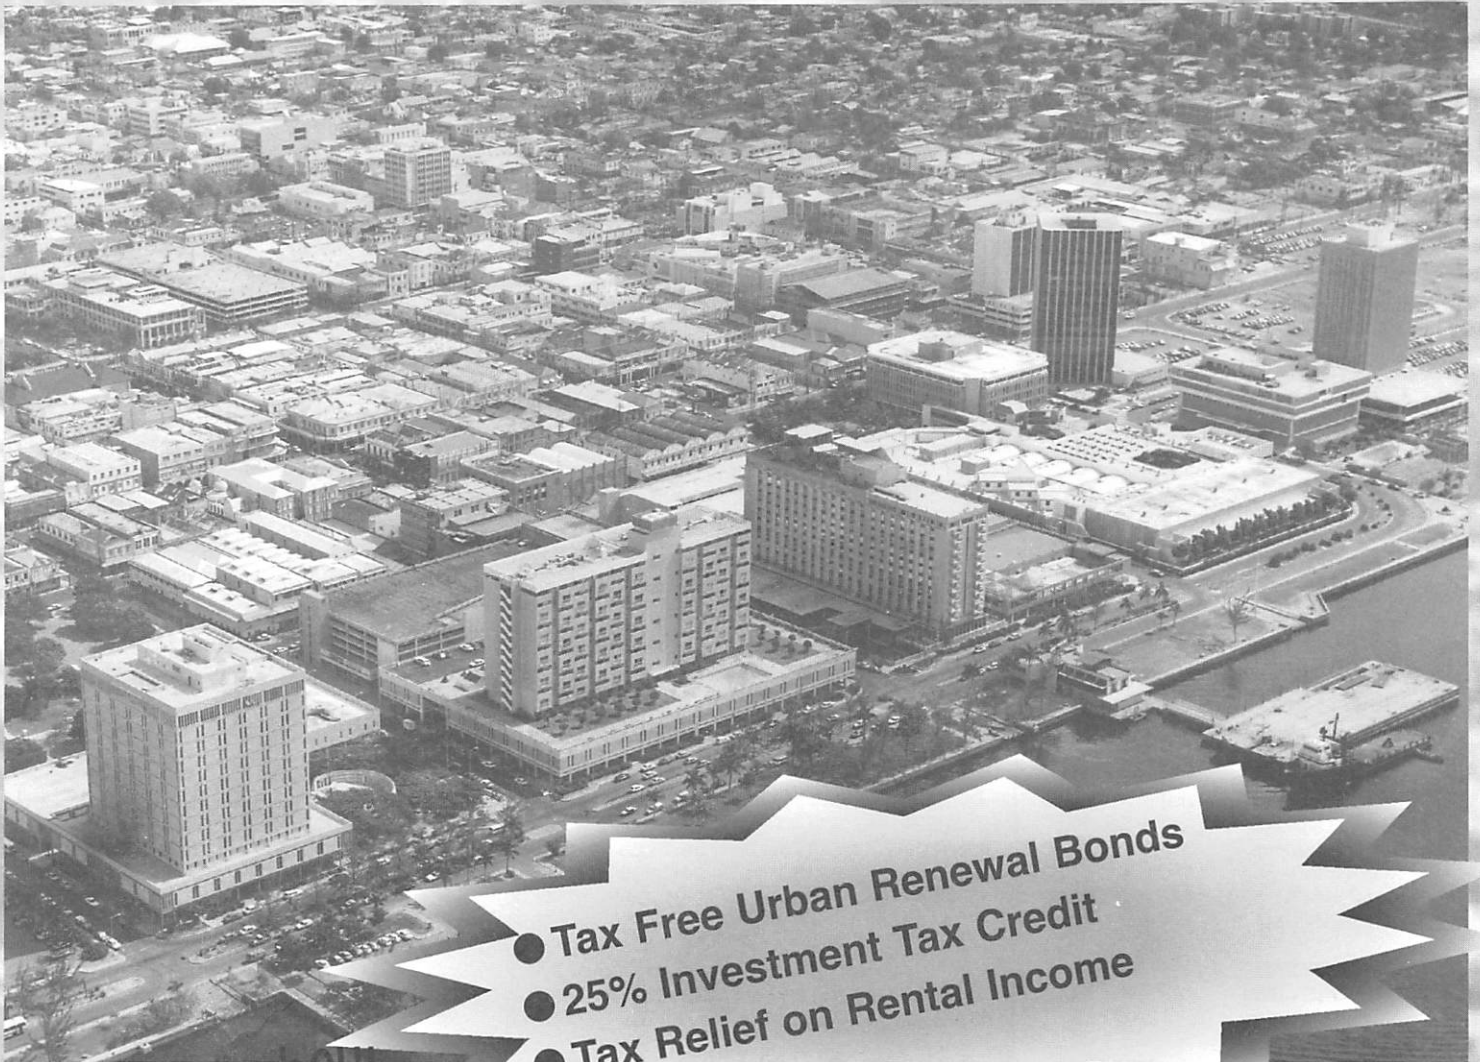 ● Tax Free Urban Renewal Bonds
● 25% Investment Tax Credit
● Tax Relief on Rental Income